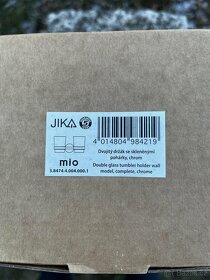 JIKA
4 014804 984219
Dvojitý držák se skleněnými
pohárky, chrom
mio
Double glass tumbler holder wall
model, complete, chrome
3.8474.4.004.000.1